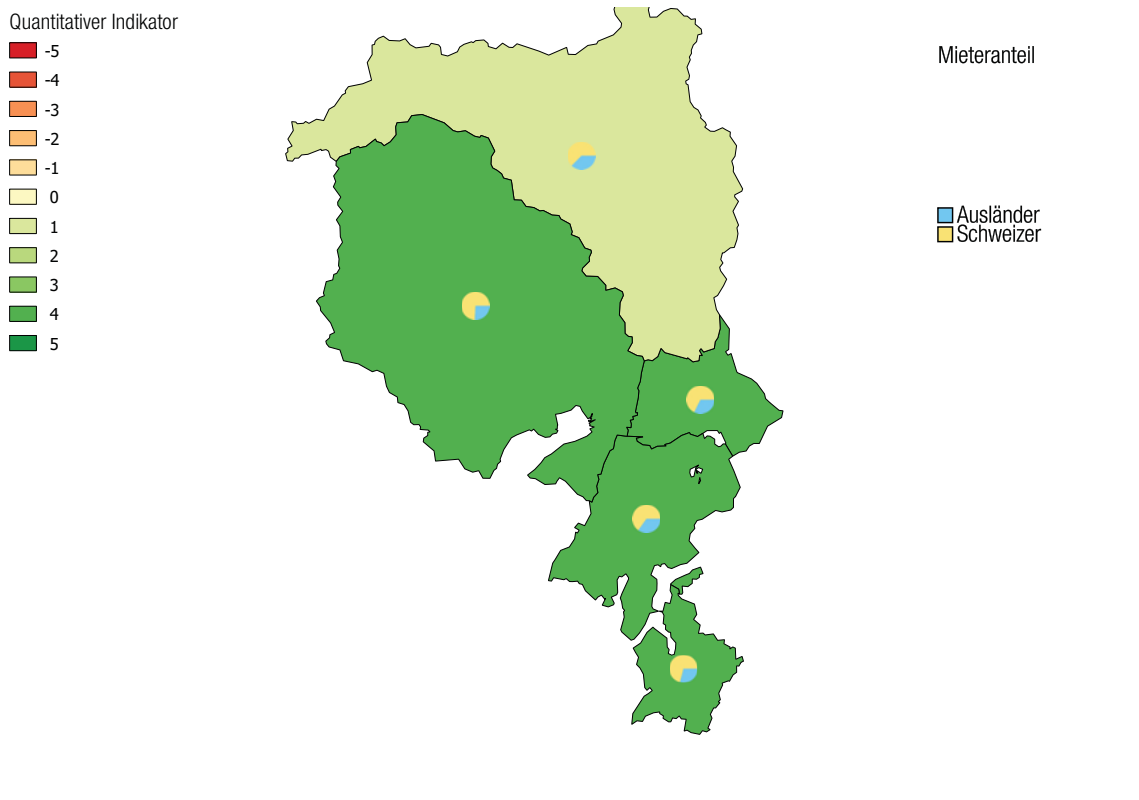 Quantitativer Indikator
-5
-4
-3
-2
-1
0
1
2
3
4
5
Mieteranteil
Ausländer
Schweizer